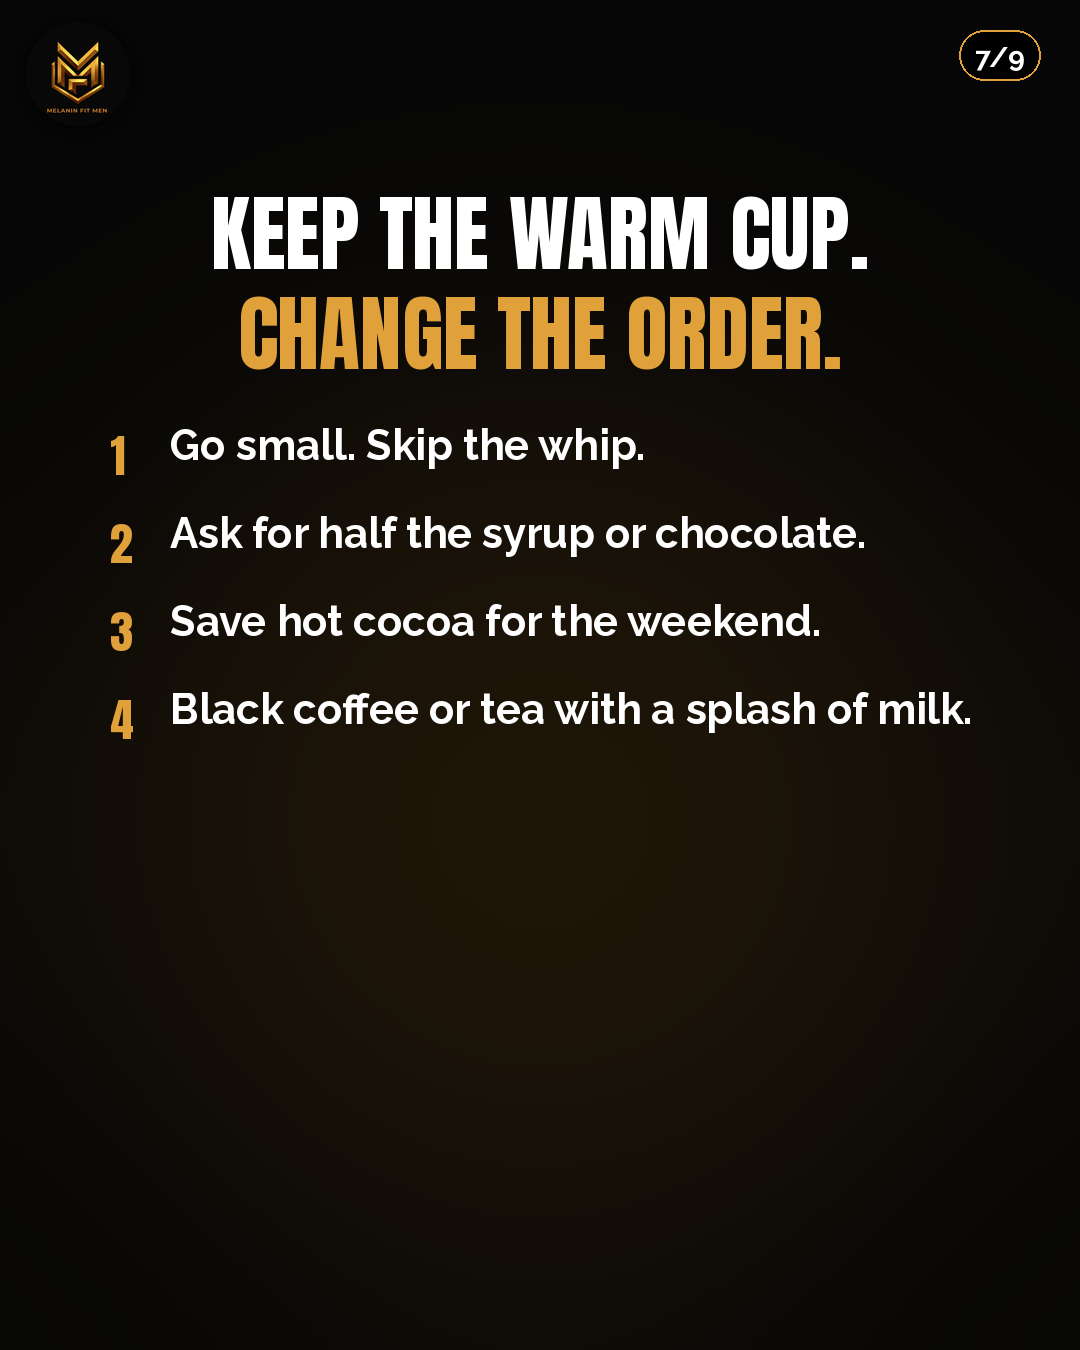 MELANIN FIT MEN
7/9
KEEP THE WARM CUP.
CHANGE THE ORDER.
1 Go small. Skip the whip.
2 Ask for half the syrup or chocolate.
3 Save hot cocoa for the weekend.
4 Black coffee or tea with a splash of milk.